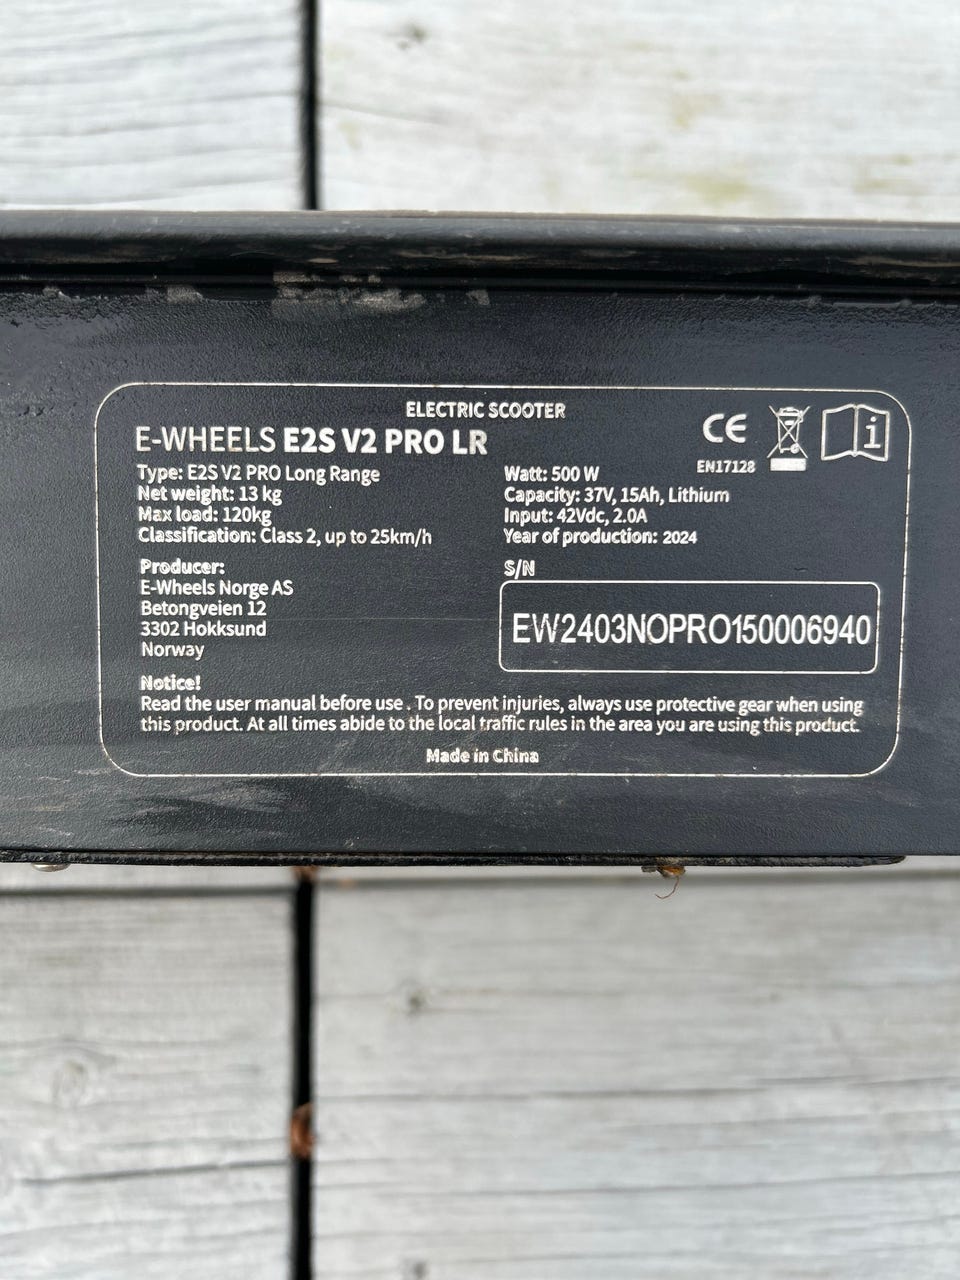 ELECTRIC SCOOTER
E-WHEELS E2S V2 PRO LR
CE
EN17128
i
Type: E2S V2 PRO Long Range
Net weight: 13 kg
Max load: 120kg
Classification: Class 2, up to 25km/h
Watt: 500 W
Capacity: 37V, 15Ah, Lithium
Input: 42Vdc, 2.0A
Year of production: 2024
Producer:
E-Wheels Norge AS
Betongveien 12
3302 Hokksund
Norway
S/N
EW2403NOPRO150006940
Notice!
Read the user manual before use . To prevent injuries, always use protective gear when using
this product. At all times abide to the local traffic rules in the area you are using this product.
Made in China